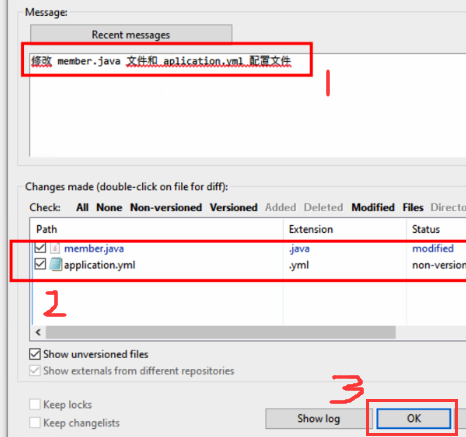 Message:
Recent messages
修改 member.java 文件和 aplication.yml 配置文件
1
Changes made (double-click on file for diff):
Check: All None Non-versioned Versioned Added Deleted Modified Files Directo
Path Extension Status
member.java .java modified
application.yml .yml non-version
2
Show unversioned files
Show externals from different repositories
3
Keep locks
Keep changelists
Show log
OK